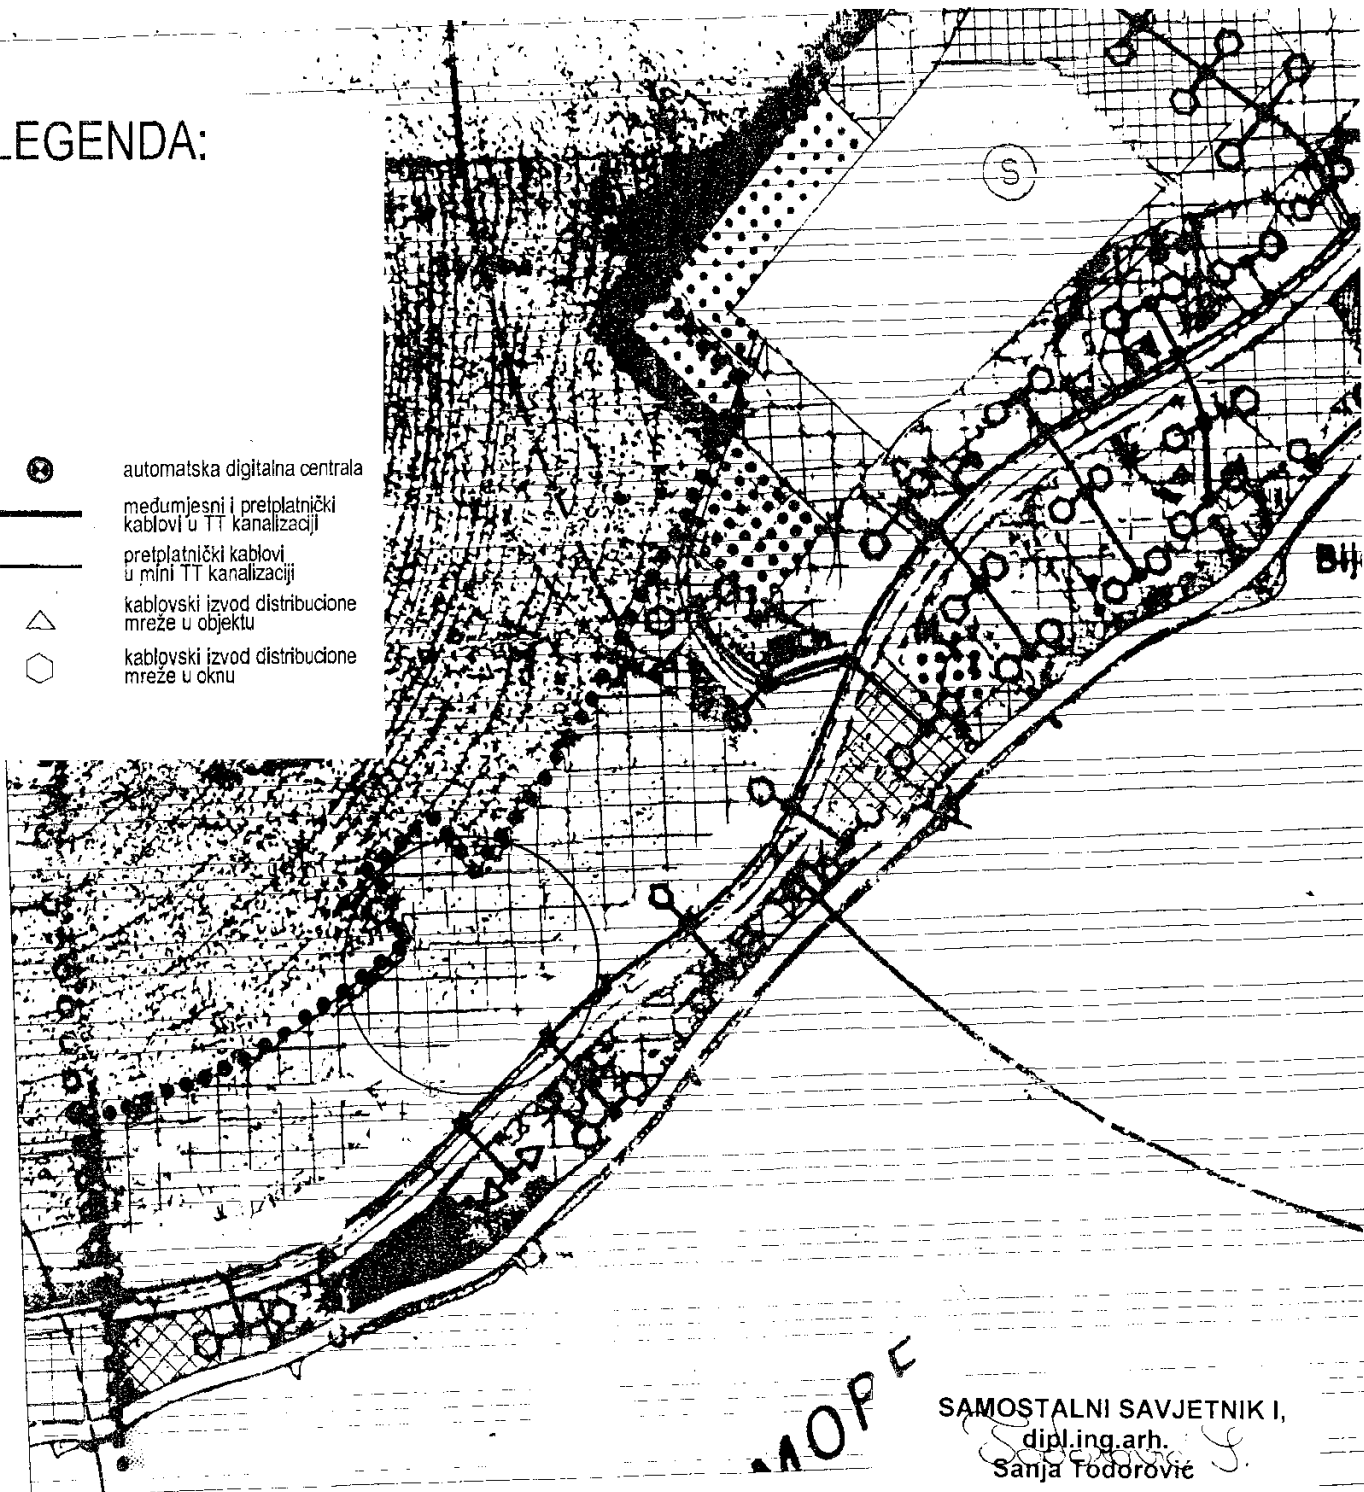 LEGENDA:
automatska digitalna centrala
međumjesni i pretplatnički
kablovi u TT kanalizaciji
pretplatnički kablovi
u mini TT kanalizaciji
kablovski izvod distribucione
mreže u objektu
kablovski izvod distribucione
mreže u oknu
S
МОРЕ
SAMOSTALNI SAVJETNIK I,
dipl.ing.arh.
Sanja Todorović